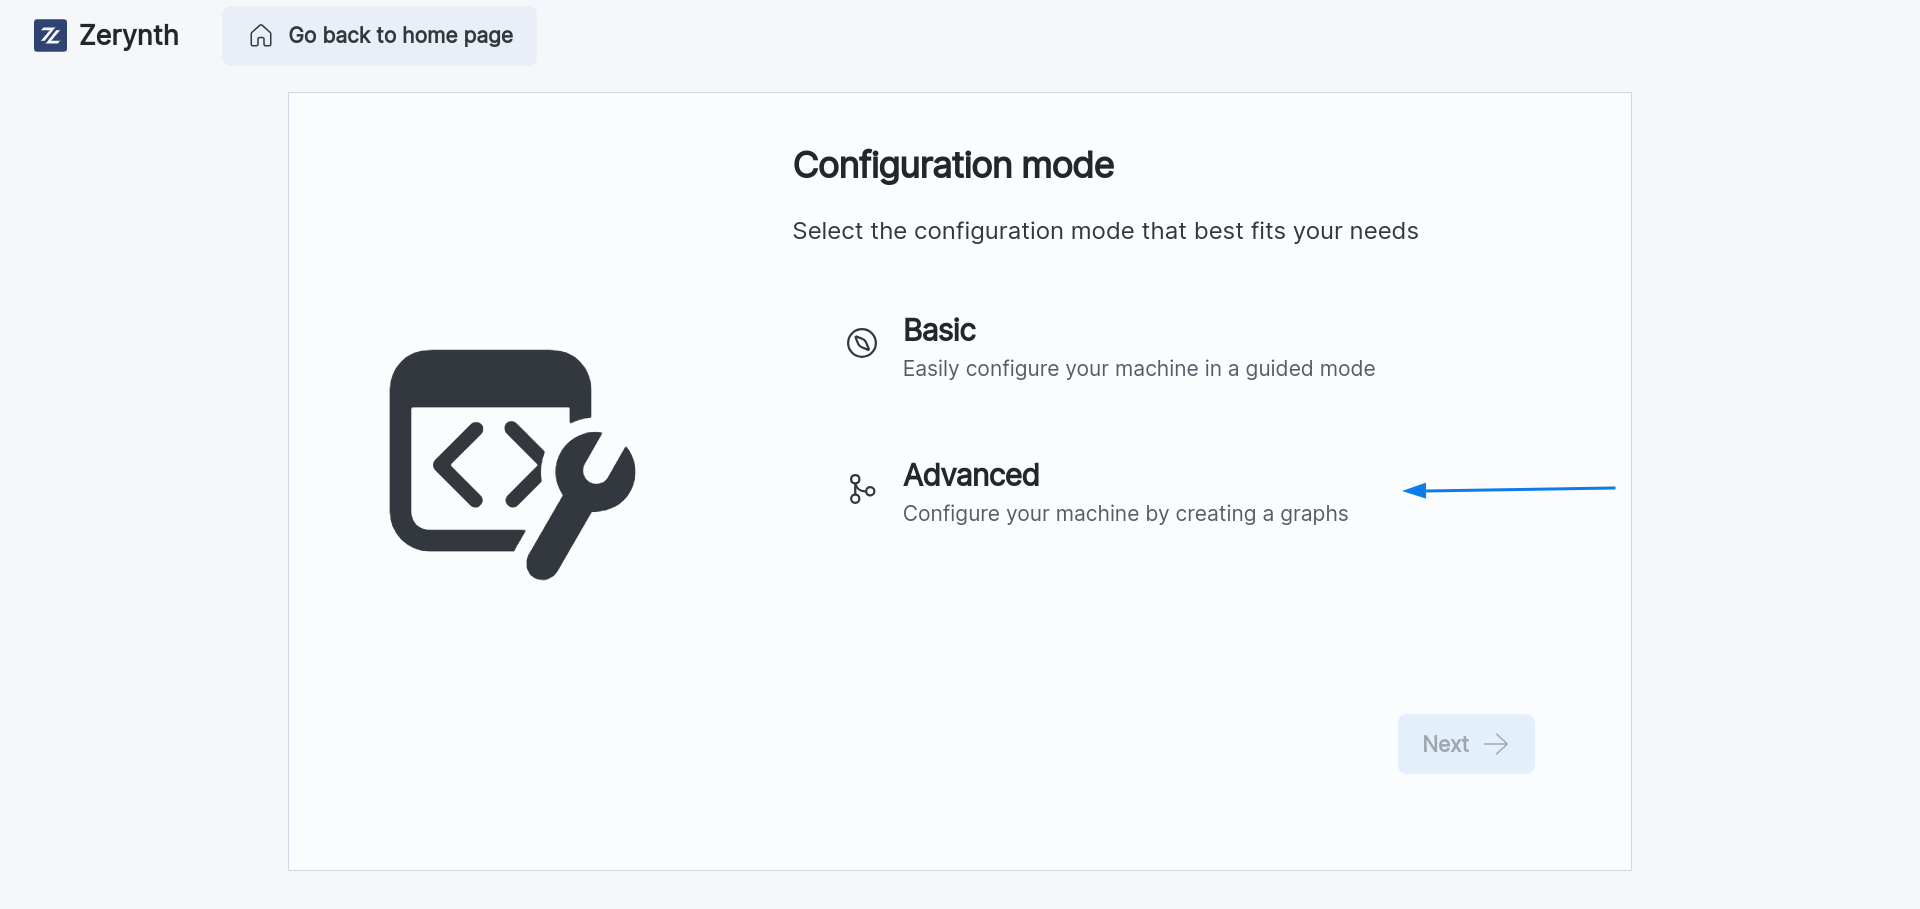 Zerynth
Go back to home page
Configuration mode
Select the configuration mode that best fits your needs
Basic
Easily configure your machine in a guided mode
Advanced
Configure your machine by creating a graphs
Next